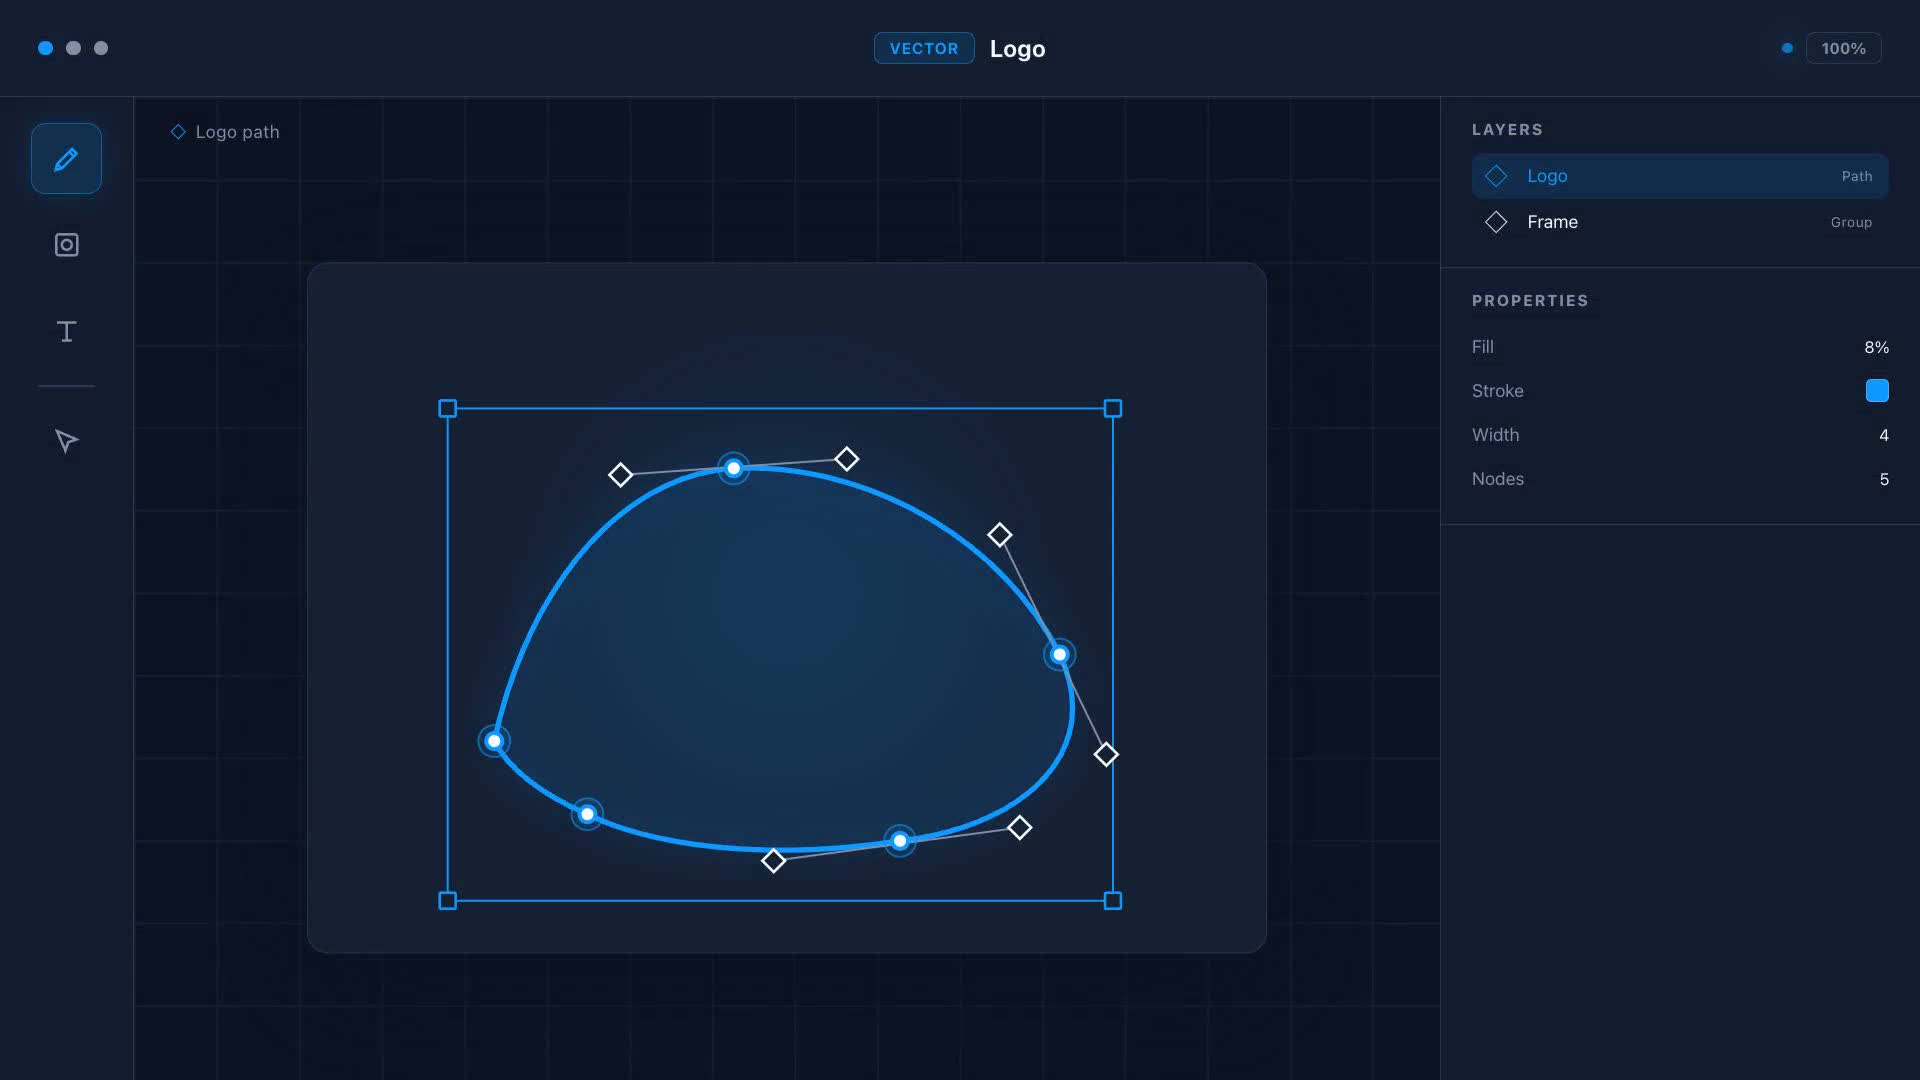 VECTOR Logo
100%
Logo path
LAYERS
Logo Path
Frame Group
PROPERTIES
Fill 8%
Stroke
Width 4
Nodes 5